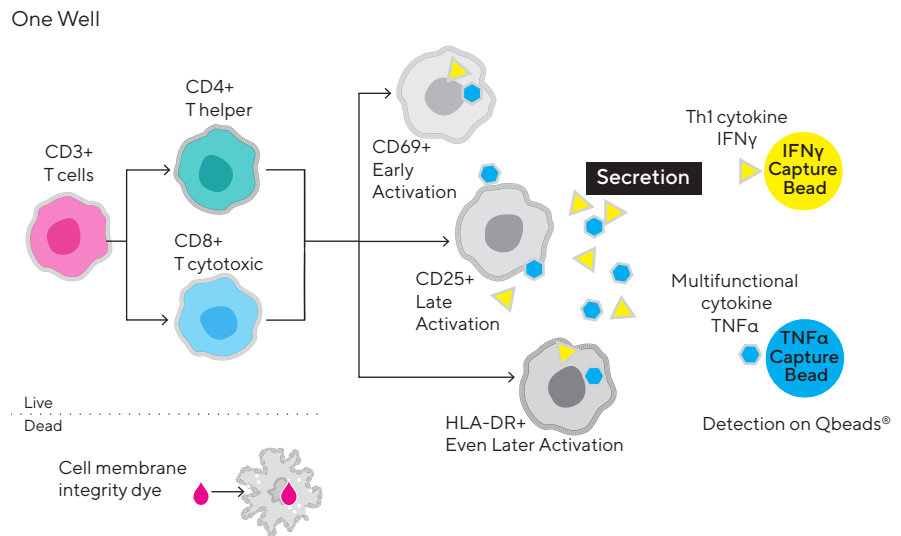 One Well
CD3+
T cells
CD4+
T helper
CD8+
T cytotoxic
CD69+
Early
Activation
CD25+
Late
Activation
HLA-DR+
Even Later Activation
Secretion
Th1 cytokine
IFNγ
IFNγ
Capture
Bead
Multifunctional
cytokine
TNFα
TNFα
Capture
Bead
Detection on Qbeads®
Live
Dead
Cell membrane
integrity dye